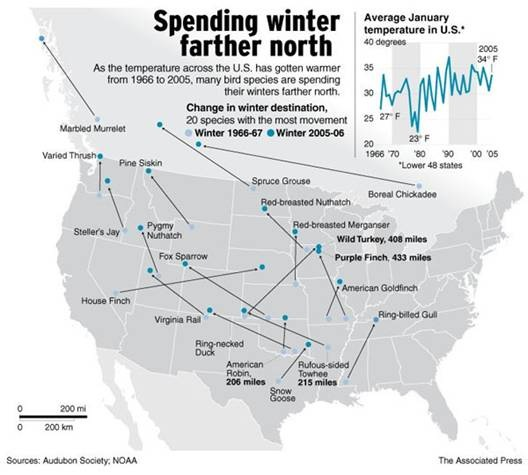 Spending winter
farther north
As the temperature across the U.S. has gotten warmer
from 1966 to 2005, many bird species are spending
their winters farther north.
Change in winter destination,
20 species with the most movement
Winter 1966-67 Winter 2005-06
Average January
temperature in U.S.*
40 degrees
35
30
25
20
2005
34° F
27° F
23° F
1966 '70 '80 '90 '00 '05
*Lower 48 states
Marbled Murrelet
Varied Thrush
Pine Siskin
Spruce Grouse
Boreal Chickadee
Red-breasted Nuthatch
Steller's Jay
Pygmy
Nuthatch
Red-breasted Merganser
Wild Turkey, 408 miles
Fox Sparrow
Purple Finch, 433 miles
American Goldfinch
House Finch
Virginia Rail
Ring-billed Gull
Ring-necked
Duck
American
Robin,
206 miles
Rufous-sided
Towhee
215 miles
Snow
Goose
0 200 mi
0 200 km
Sources: Audubon Society; NOAA
The Associated Press